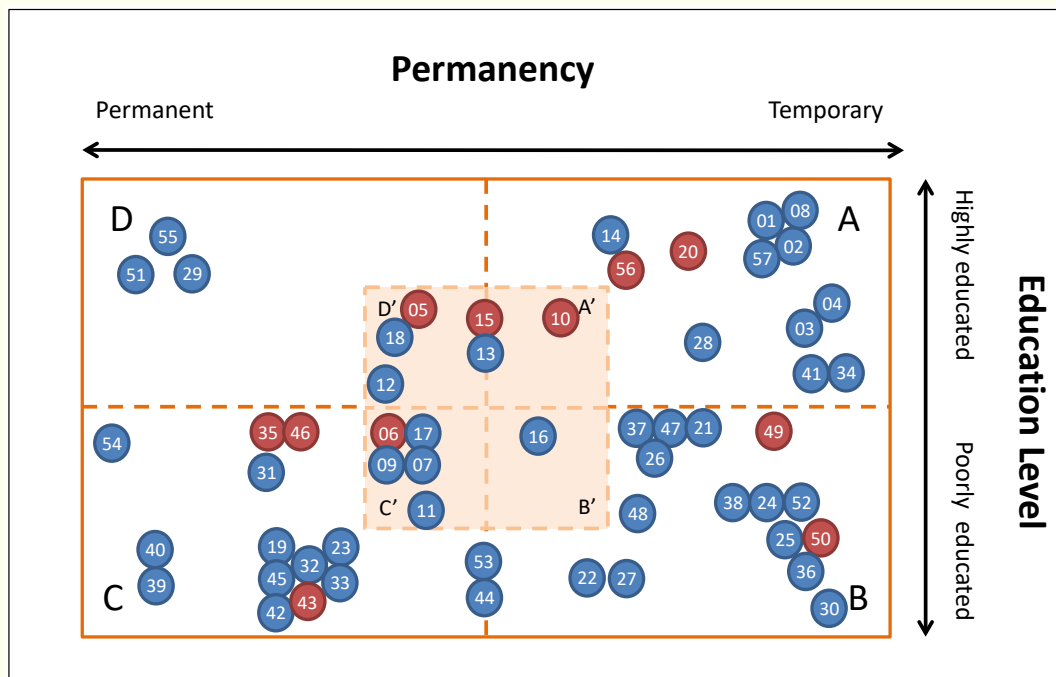 Permanency
Permanent Temporary
D A
Highly educated
Education Level
55 14 01 08
51 29 56 20 57 02
D' 05 15 10 A' 04
18 13 28 03
12 41 34
54 35 46 06 17 16 37 47 21 49
31 09 07 26
Poorly educated
C' 11 B' 48 38 24 52
40 19 23 53 25 50
39 45 32 33 44 22 27 36
C 42 43 30 B